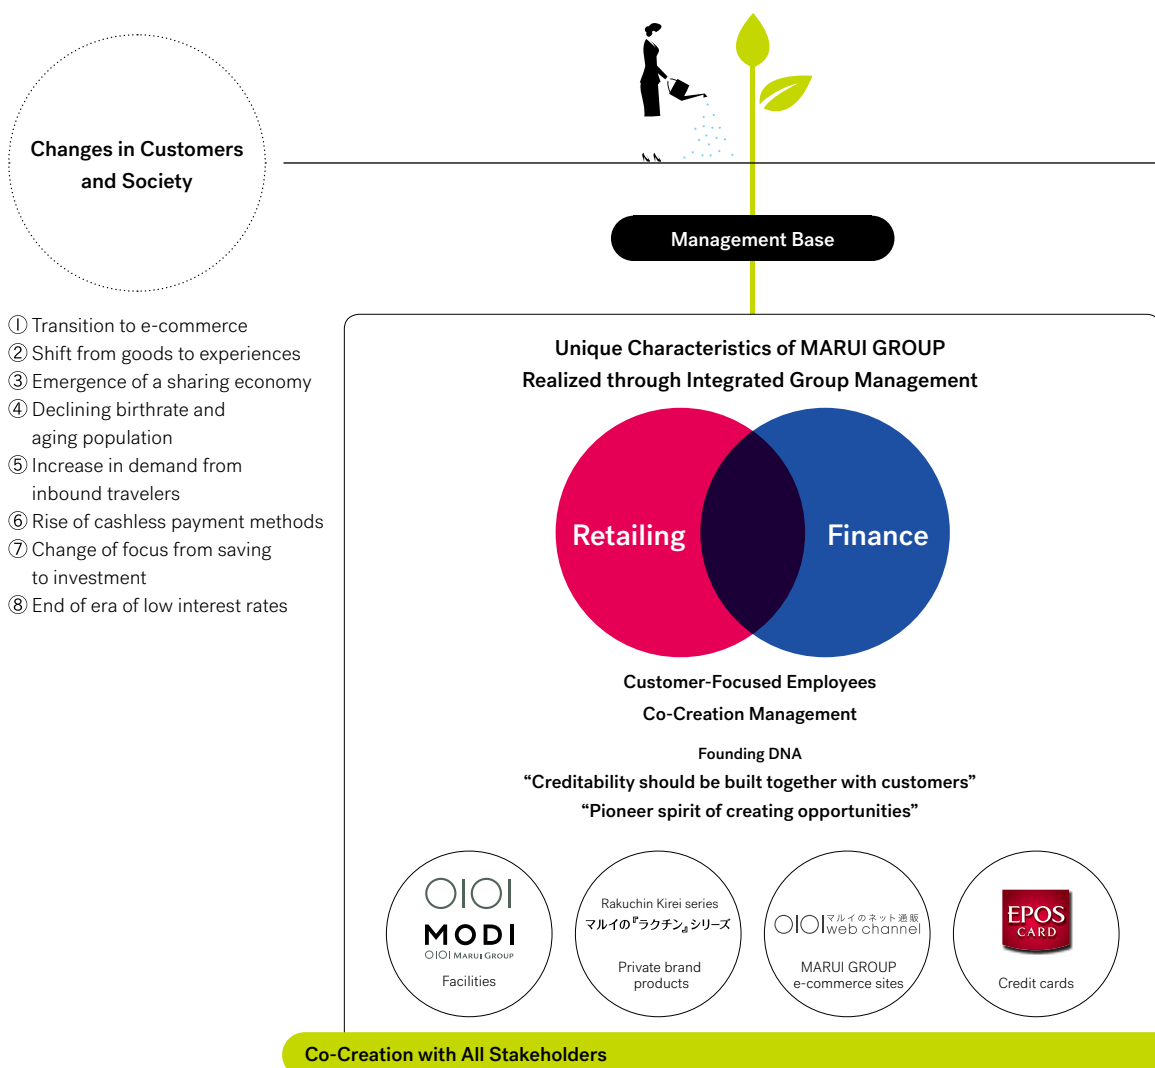 Changes in Customers
and Society
① Transition to e-commerce
② Shift from goods to experiences
③ Emergence of a sharing economy
④ Declining birthrate and
aging population
⑤ Increase in demand from
inbound travelers
⑥ Rise of cashless payment methods
⑦ Change of focus from saving
to investment
⑧ End of era of low interest rates
Management Base
Unique Characteristics of MARUI GROUP
Realized through Integrated Group Management
Retailing
Finance
Customer-Focused Employees
Co-Creation Management
Founding DNA
“Creditability should be built together with customers”
“Pioneer spirit of creating opportunities”
OIOI
MODI
OIOI MARUI GROUP
Facilities
Rakuchin Kirei series
マルイの『ラクチン』シリーズ
Private brand
products
OIOI マルイのネット通販
web channel
MARUI GROUP
e-commerce sites
EPOS
CARD
Credit cards
Co-Creation with All Stakeholders